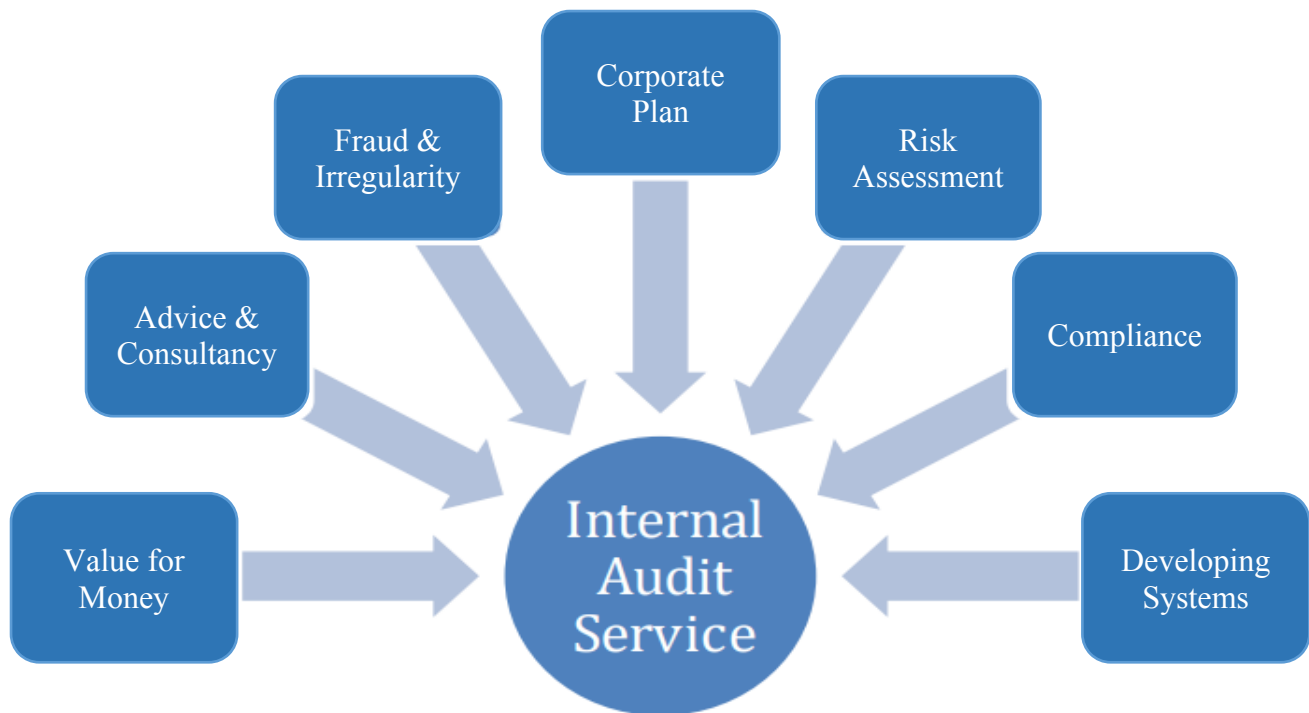 Corporate
Plan
Fraud &
Irregularity
Risk
Assessment
Advice &
Consultancy
Compliance
Value for
Money
Internal
Audit
Service
Developing
Systems